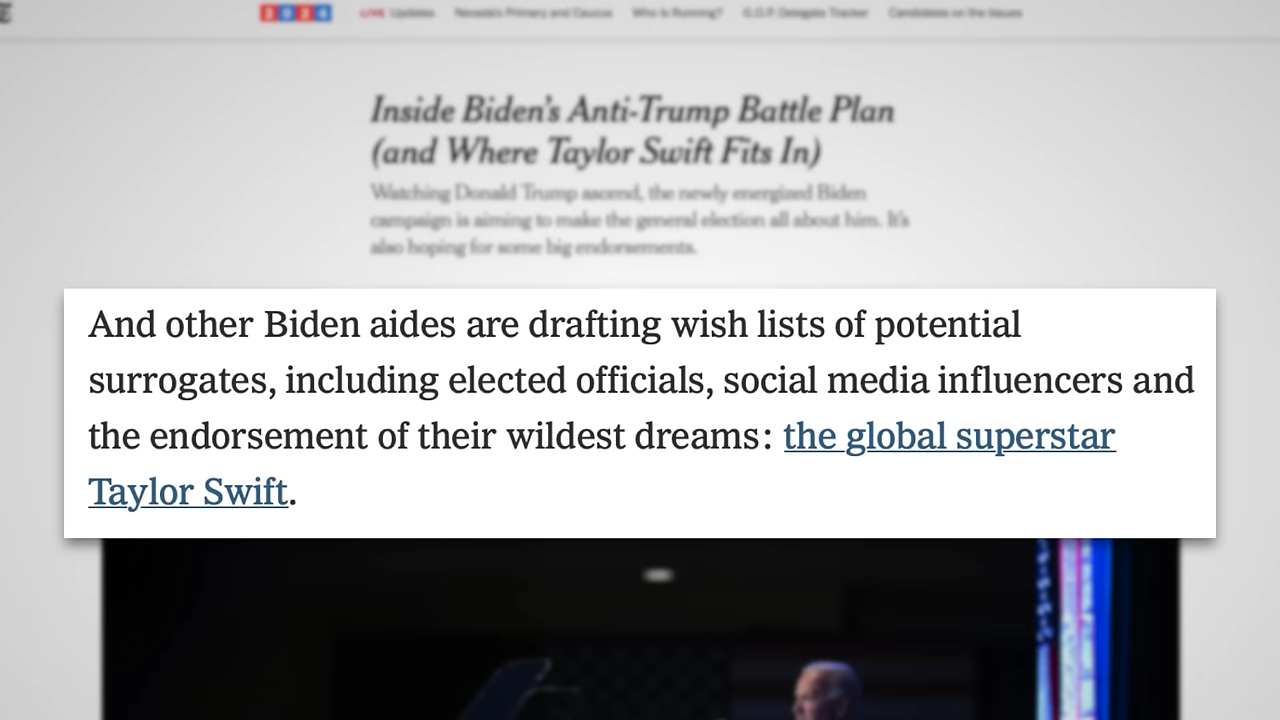 2024 LIVE Updates Nevada's Primary and Caucus Who Is Running? G.O.P. Delegate Tracker Candidates on the Issues
Inside Biden's Anti-Trump Battle Plan
(and Where Taylor Swift Fits In)
Watching Donald Trump ascend, the newly energized Biden
campaign is aiming to make the general election all about him. It's
also hoping for some big endorsements.
And other Biden aides are drafting wish lists of potential
surrogates, including elected officials, social media influencers and
the endorsement of their wildest dreams: the global superstar
Taylor Swift.